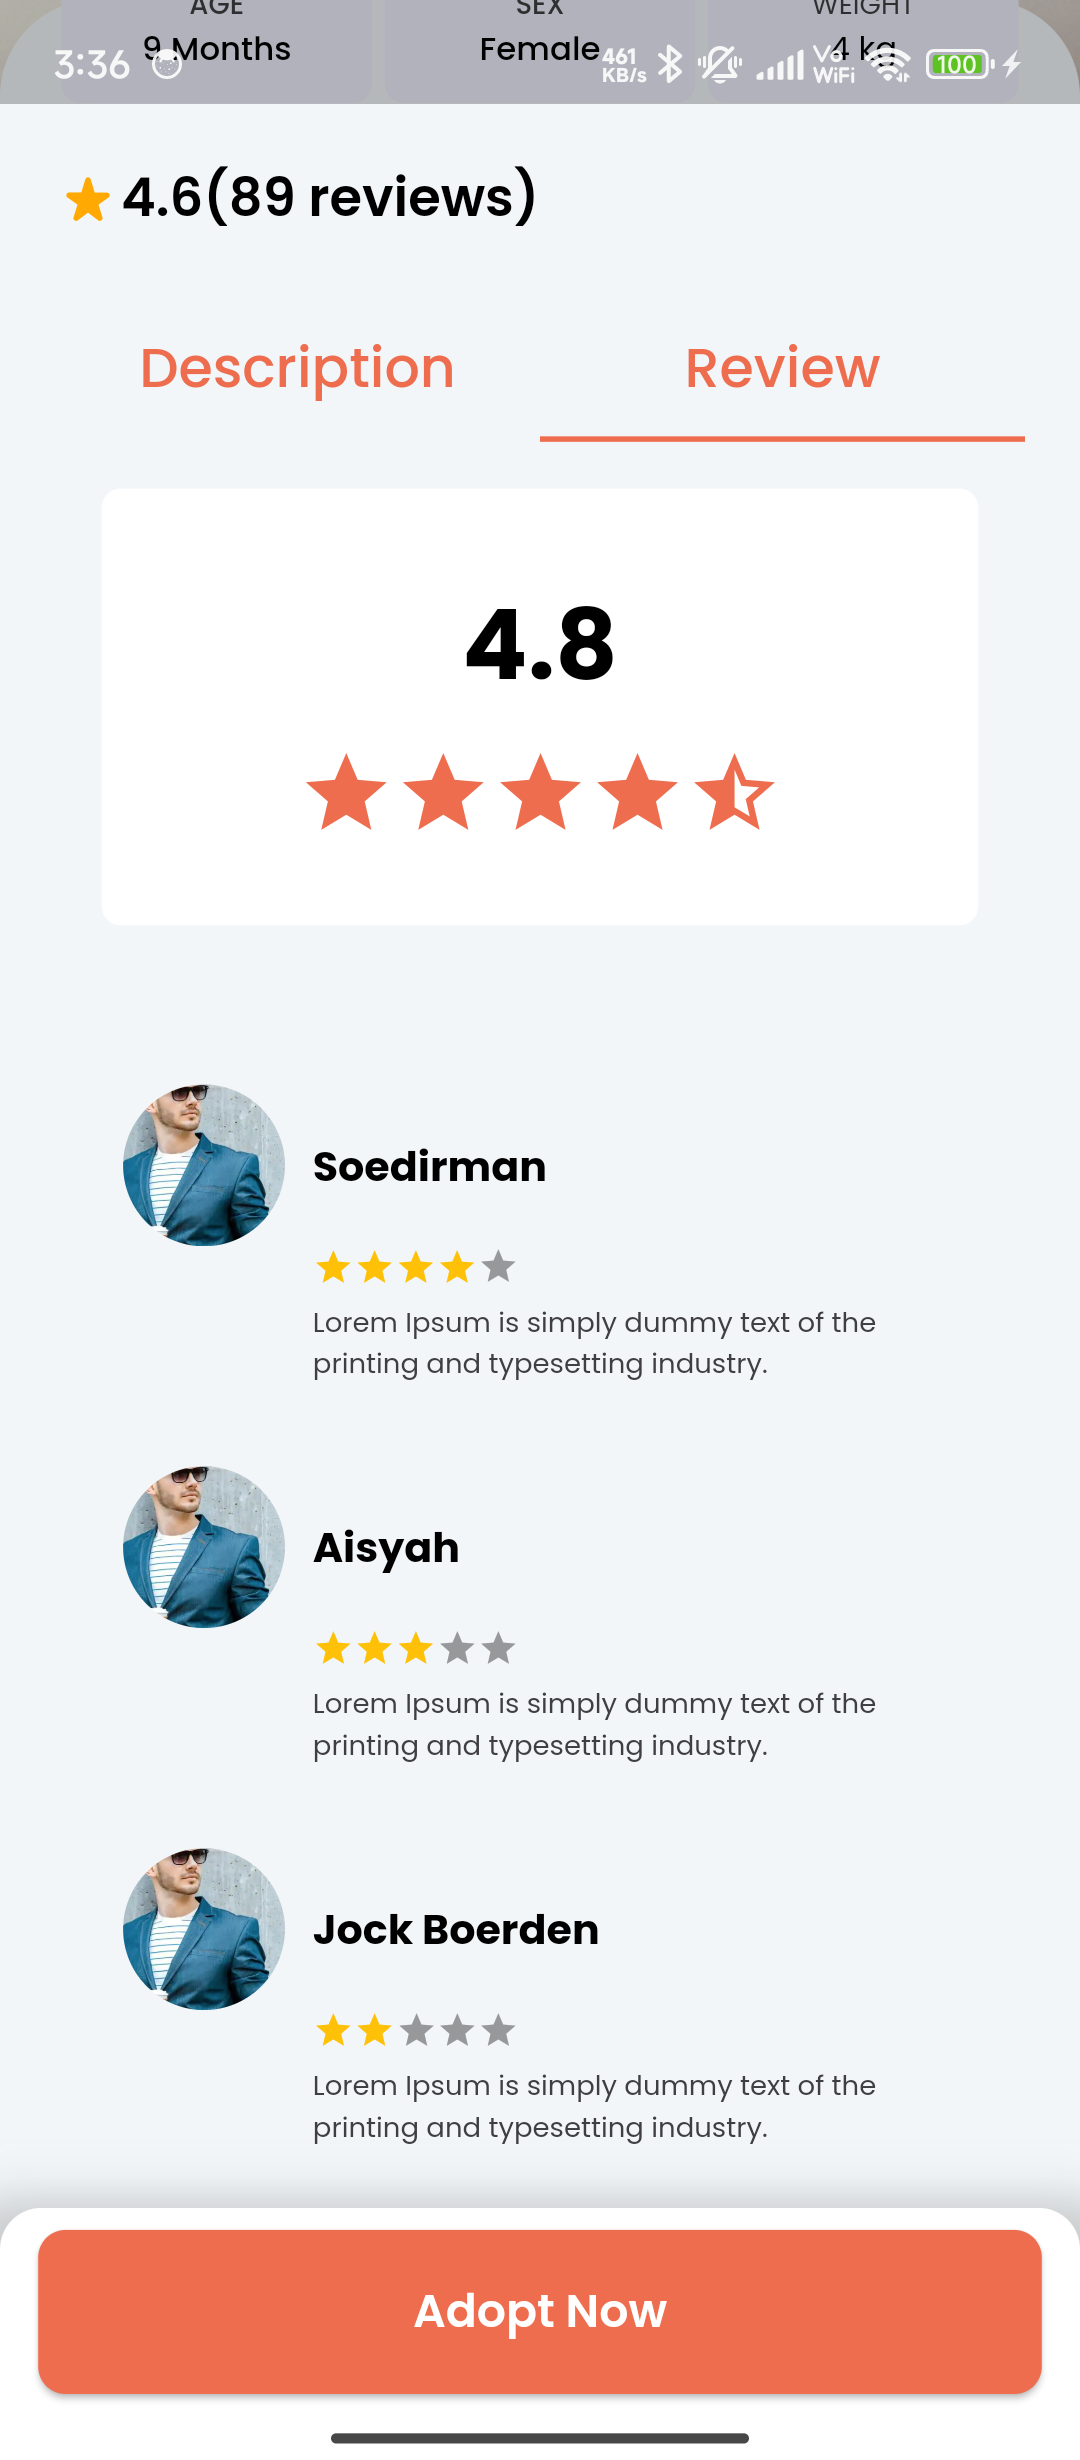 AGE SEX WEIGHT
9 Months Female 4 kg
3:36 461 KB/s Vo WiFi 100
4.6(89 reviews)
Description Review
4.8
Soedirman
Lorem Ipsum is simply dummy text of the
printing and typesetting industry.
Aisyah
Lorem Ipsum is simply dummy text of the
printing and typesetting industry.
Jock Boerden
Lorem Ipsum is simply dummy text of the
printing and typesetting industry.
Adopt Now